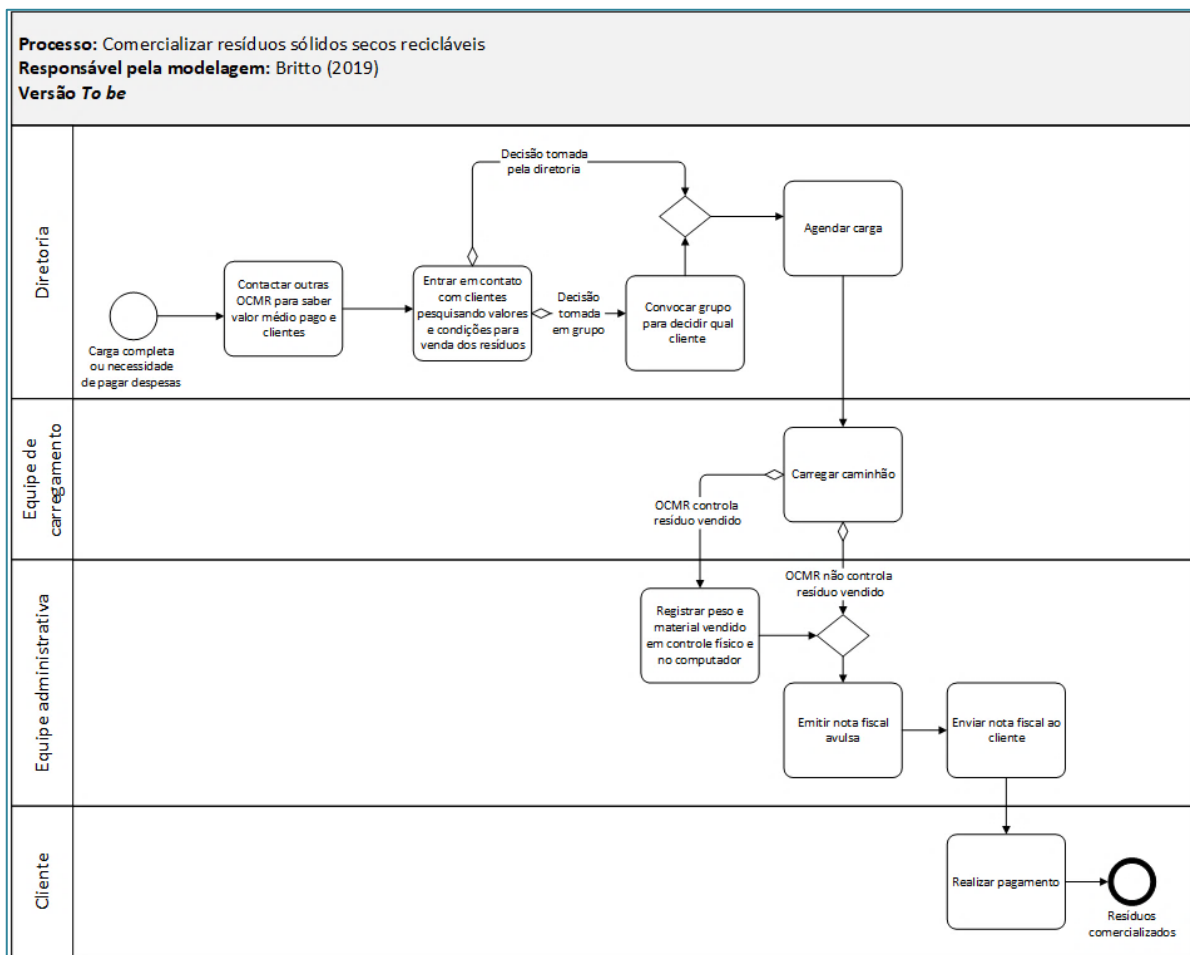 Processo: Comercializar resíduos sólidos secos recicláveis
Responsável pela modelagem: Britto (2019)
Versão To be
Diretoria
Carga completa
ou necessidade
de pagar despesas
Contactar outras
OCMR para saber
valor médio pago e
clientes
Entrar em contato
com clientes
pesquisando valores
e condições para
venda dos resíduos
Decisão tomada
pela diretoria
Decisão
tomada
em grupo
Convocar grupo
para decidir qual
cliente
Agendar carga
Equipe de
carregamento
Carregar caminhão
OCMR controla
resíduo vendido
OCMR não controla
resíduo vendido
Equipe administrativa
Registrar peso e
material vendido
em controle físico e
no computador
Emitir nota fiscal
avulsa
Enviar nota fiscal ao
cliente
Cliente
Realizar pagamento
Resíduos
comercializados